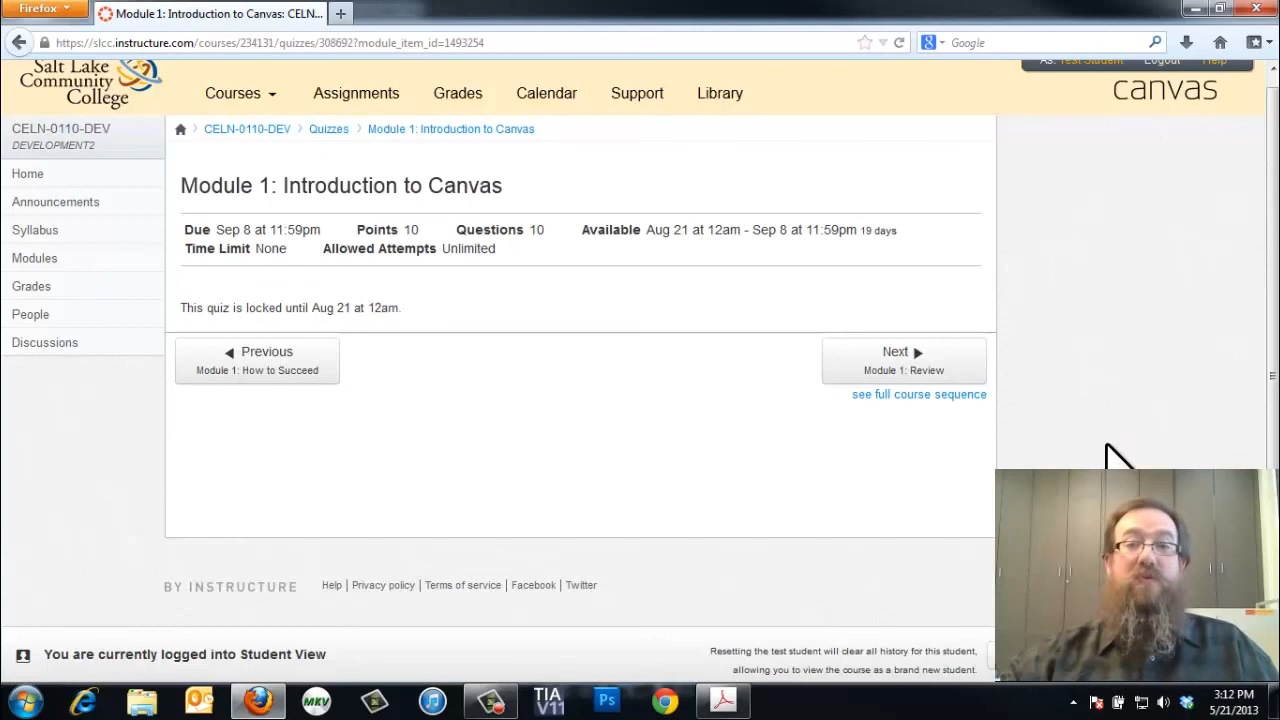 Firefox
Module 1: Introduction to Canvas: CELN...
https://slcc.instructure.com/courses/234131/quizzes/308692?module_item_id=1493254
Google
Salt Lake
Community
College
Courses
Assignments
Grades
Calendar
Support
Library
As: Test Student
Logout
Help
canvas
CELN-0110-DEV
DEVELOPMENT2
Home
Announcements
Syllabus
Modules
Grades
People
Discussions
CELN-0110-DEV
Quizzes
Module 1: Introduction to Canvas
Module 1: Introduction to Canvas
Due Sep 8 at 11:59pm Points 10 Questions 10 Available Aug 21 at 12am - Sep 8 at 11:59pm 19 days
Time Limit None Allowed Attempts Unlimited
This quiz is locked until Aug 21 at 12am.
Previous
Module 1: How to Succeed
Next
Module 1: Review
see full course sequence
BY INSTRUCTURE
Help | Privacy policy | Terms of service | Facebook | Twitter
You are currently logged into Student View
Resetting the test student will clear all history for this student,
allowing you to view the course as a brand new student.
MKV
TIA
V11
Ps
3:12 PM
5/21/2013